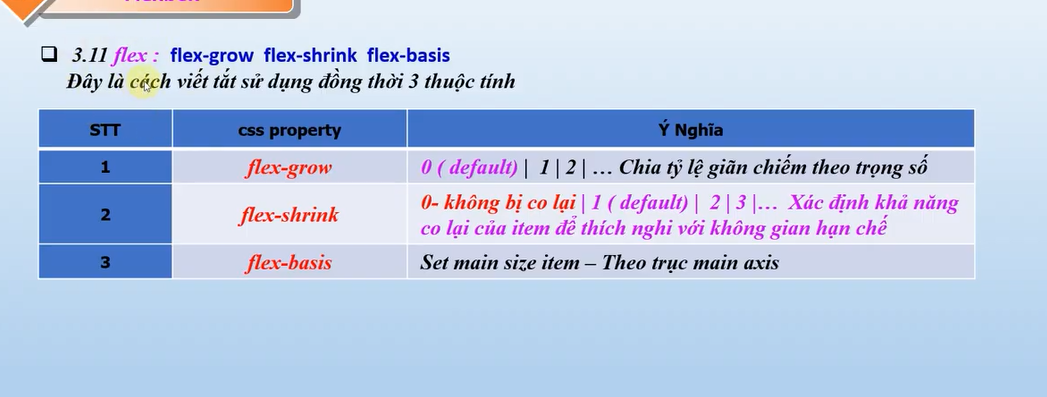 3.11 flex : flex-grow flex-shrink flex-basis
Đây là cách viết tắt sử dụng đồng thời 3 thuộc tính
STT css property Ý Nghĩa
1 flex-grow 0 ( default) | 1 | 2 | … Chia tỷ lệ giãn chiếm theo trọng số
2 flex-shrink 0- không bị co lại | 1 ( default) | 2 | 3 |… Xác định khả năng
co lại của item để thích nghi với không gian hạn chế
3 flex-basis Set main size item – Theo trục main axis